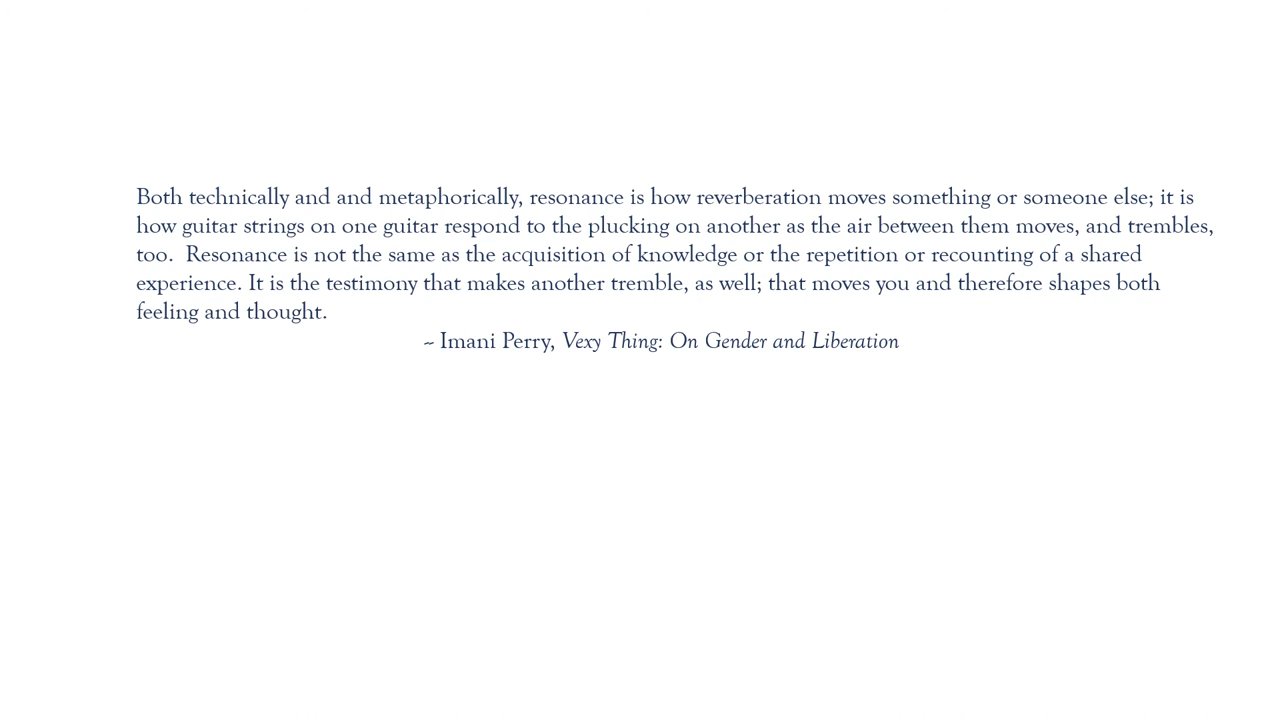 Both technically and and metaphorically, resonance is how reverberation moves something or someone else; it is
how guitar strings on one guitar respond to the plucking on another as the air between them moves, and trembles,
too.  Resonance is not the same as the acquisition of knowledge or the repetition or recounting of a shared
experience. It is the testimony that makes another tremble, as well; that moves you and therefore shapes both
feeling and thought.
~ Imani Perry, Vexy Thing: On Gender and Liberation